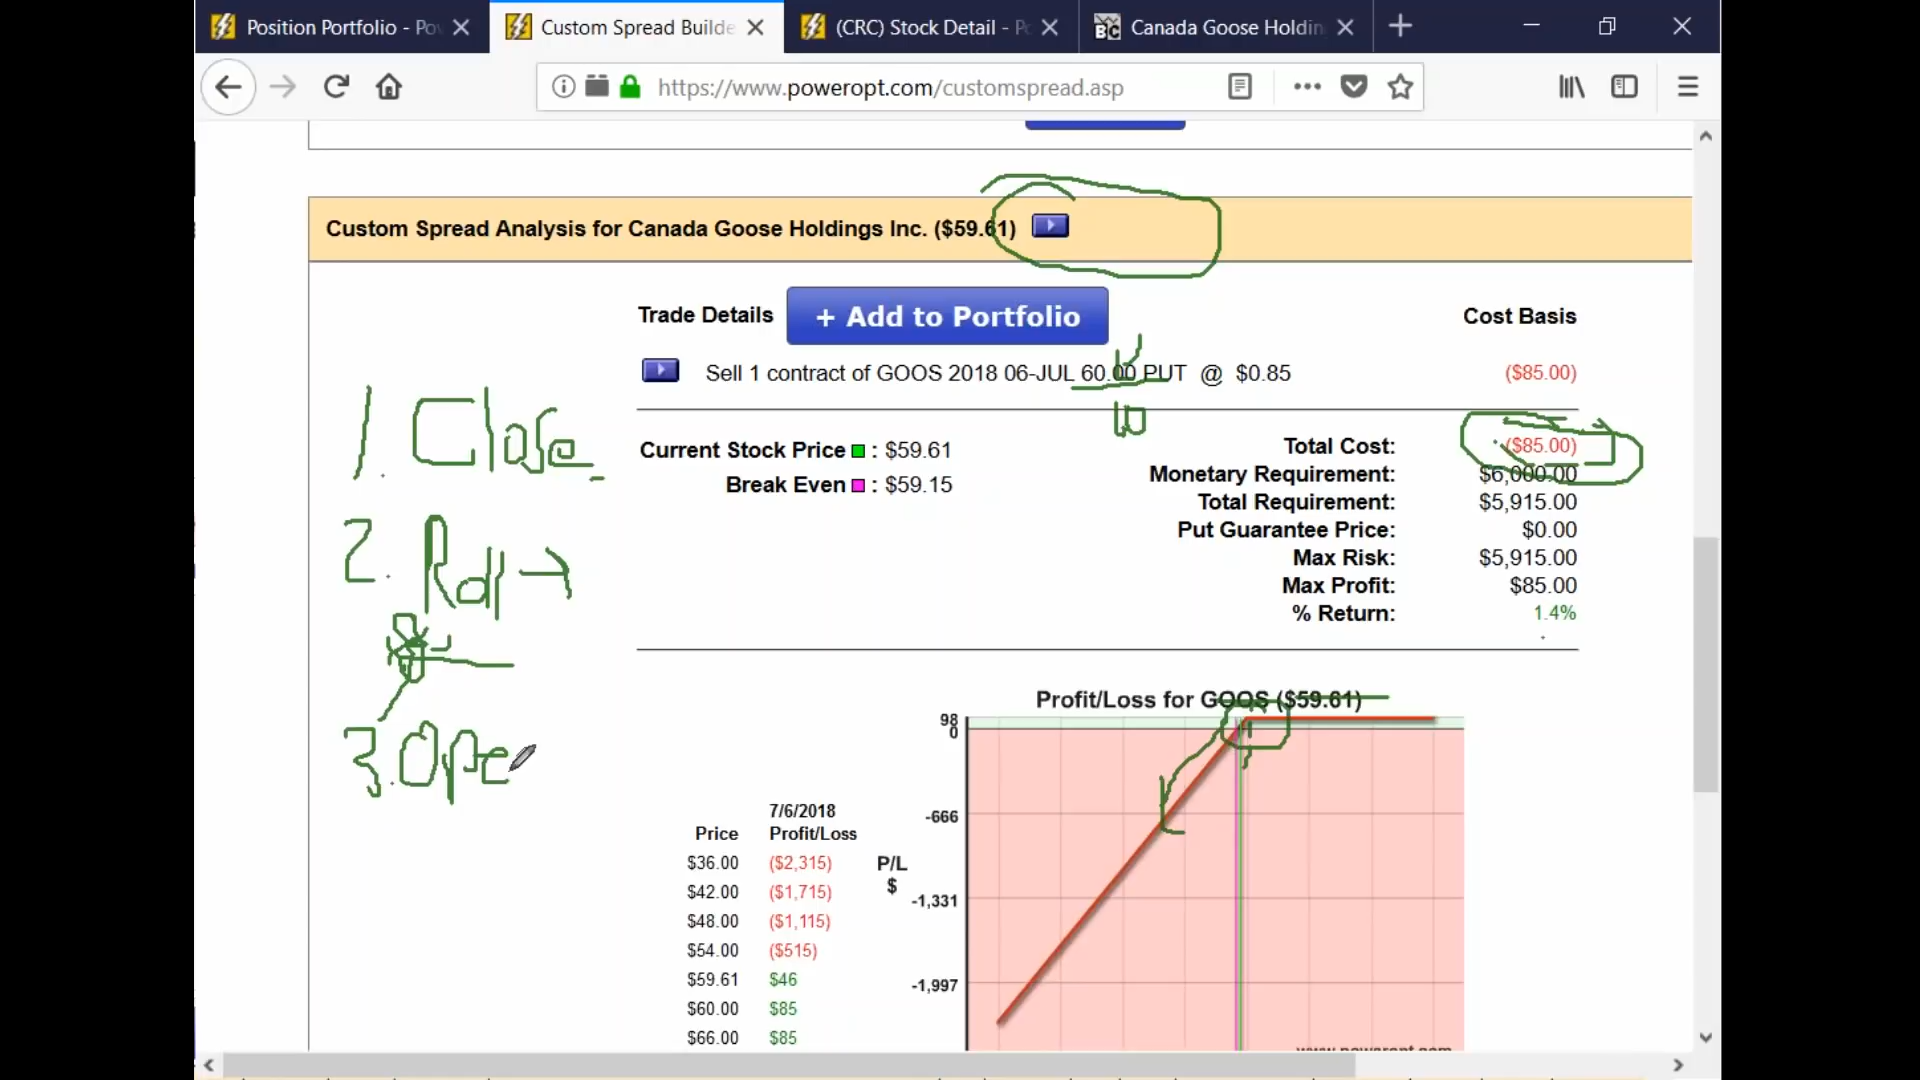 Position Portfolio - Po
Custom Spread Builde
(CRC) Stock Detail - P
Canada Goose Holdin
https://www.poweropt.com/customspread.asp
Custom Spread Analysis for Canada Goose Holdings Inc. ($59.61)
Trade Details
+ Add to Portfolio
Cost Basis
Sell 1 contract of GOOS 2018 06-JUL 60.00 PUT @ $0.85
($85.00)
10
1. Close
2. Roll →
3. Ope
Current Stock Price : $59.61
Break Even : $59.15
Total Cost: ($85.00)
Monetary Requirement: $6,000.00
Total Requirement: $5,915.00
Put Guarantee Price: $0.00
Max Risk: $5,915.00
Max Profit: $85.00
% Return: 1.4%
Profit/Loss for GOOS ($59.61)
98
0
-666
-1,331
-1,997
P/L
$
7/6/2018
Price Profit/Loss
$36.00 ($2,315)
$42.00 ($1,715)
$48.00 ($1,115)
$54.00 ($515)
$59.61 $46
$60.00 $85
$66.00 $85
www.poweropt.com